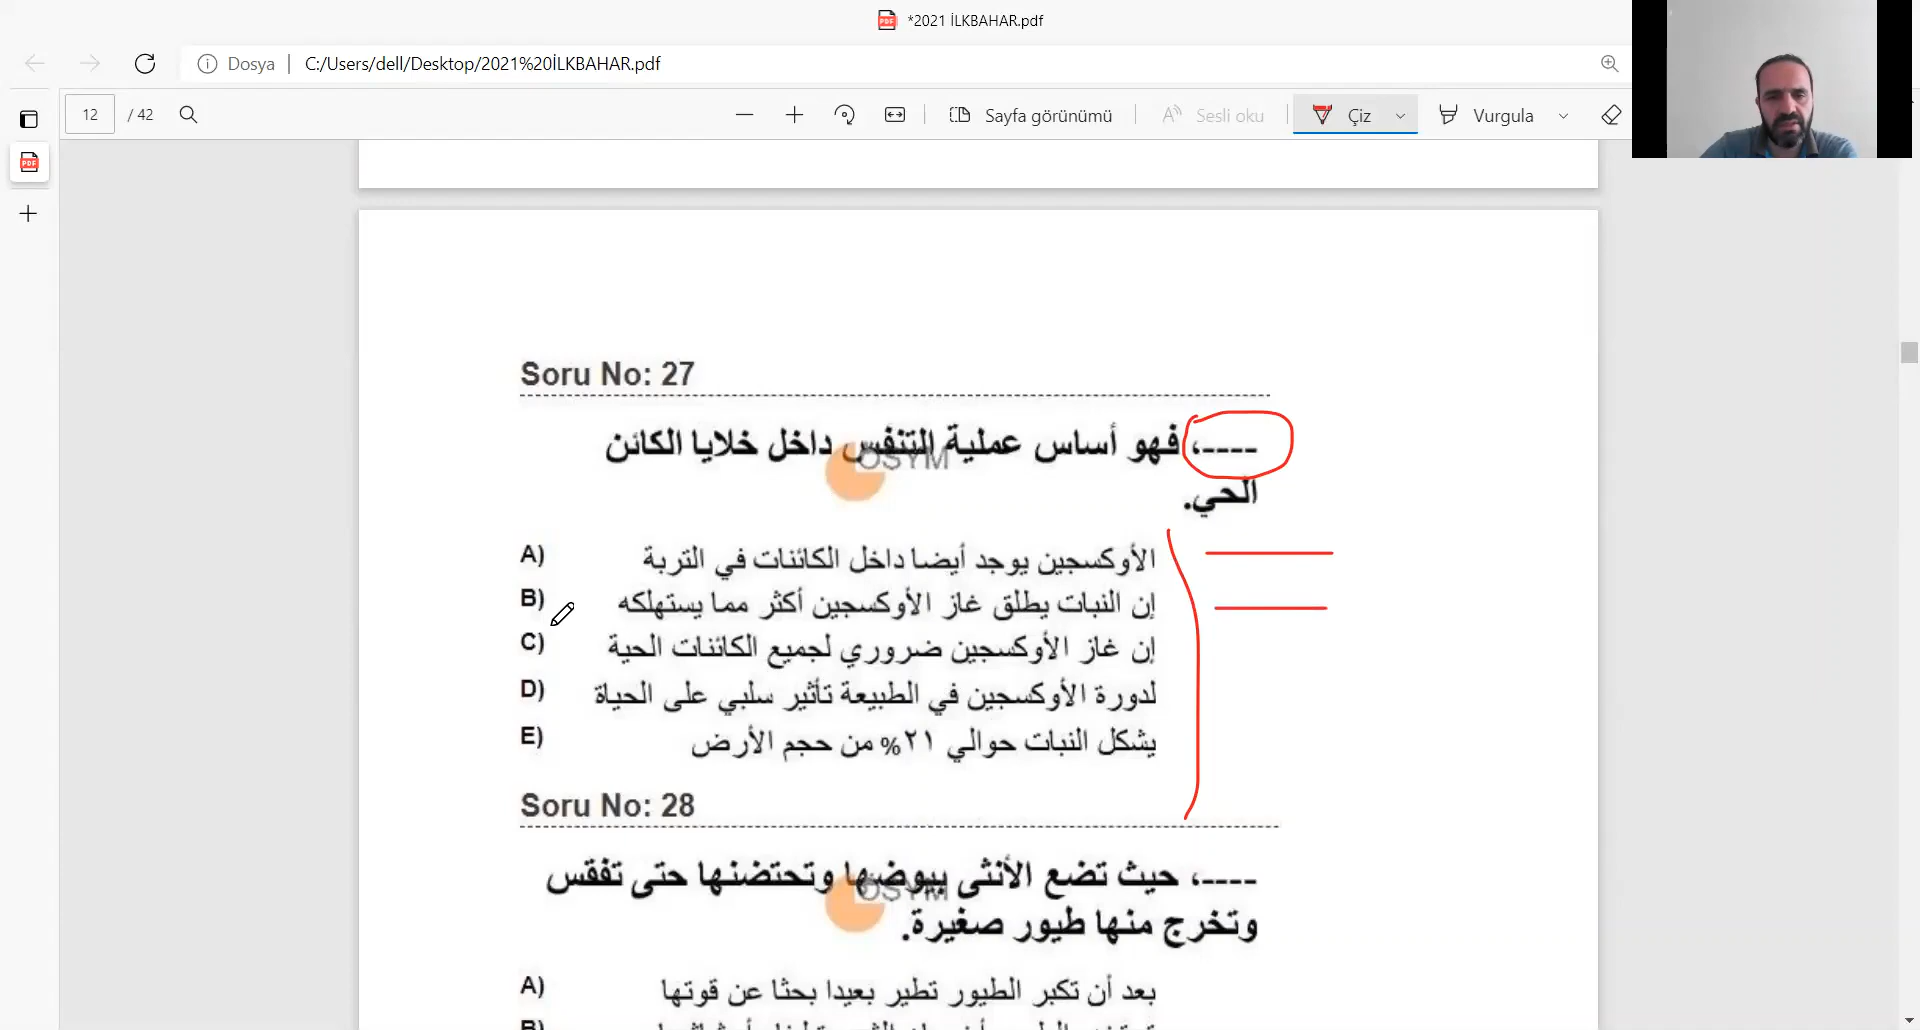 *2021 İLKBAHAR.pdf
Dosya | C:/Users/dell/Desktop/2021%20İLKBAHAR.pdf
12 / 42 Sayfa görünümü Sesli oku Çiz Vurgula
Soru No: 27
----، فهو أساس عملية التنفس داخل خلايا الكائن
الحي.
ÖSYM
A) الأوكسجين يوجد أيضا داخل الكائنات في التربة
B) إن النبات يطلق غاز الأوكسجين أكثر مما يستهلكه
C) إن غاز الأوكسجين ضروري لجميع الكائنات الحية
D) لدورة الأوكسجين في الطبيعة تأثير سلبي على الحياة
E) يشكل النبات حوالي ٢١% من حجم الأرض
Soru No: 28
----، حيث تضع الأنثى بيوضها وتحتضنها حتى تفقس
وتخرج منها طيور صغيرة.
ÖSYM
A) بعد أن تكبر الطيور تطير بعيدا بحثا عن قوتها
B)